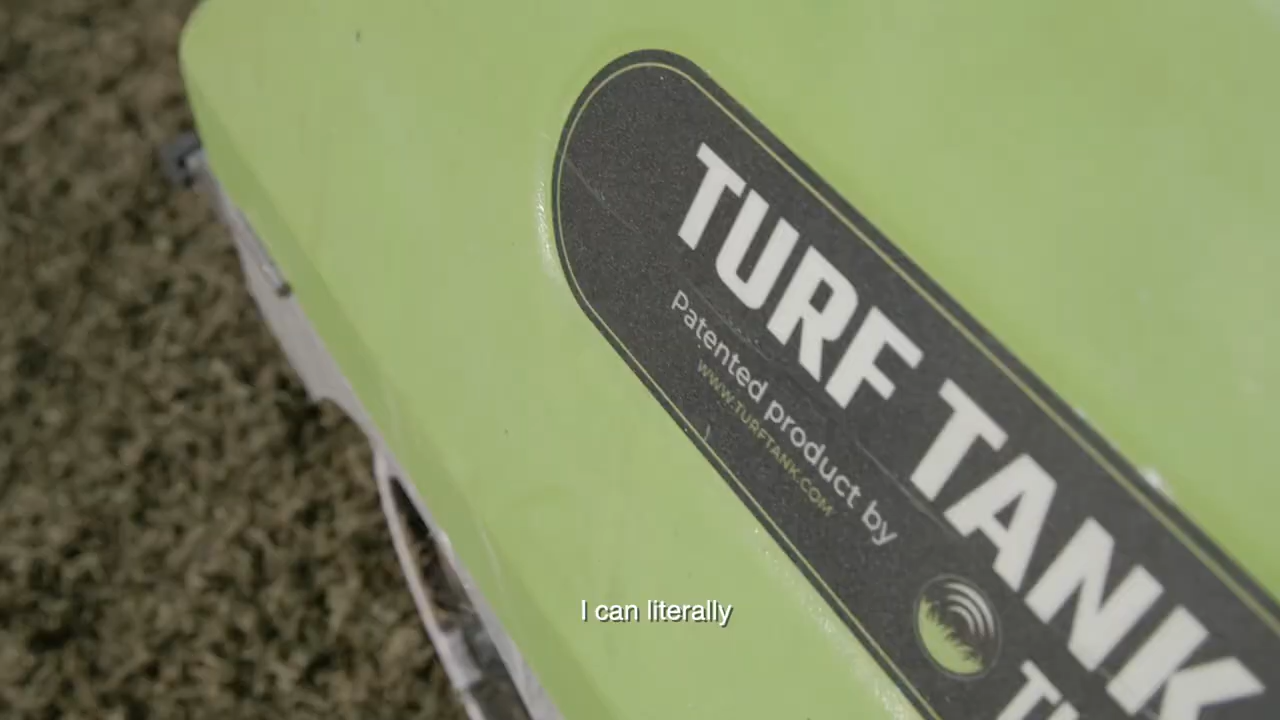 TURF TANK
Patented product by
WWW.TURFTANK.COM
I can literally